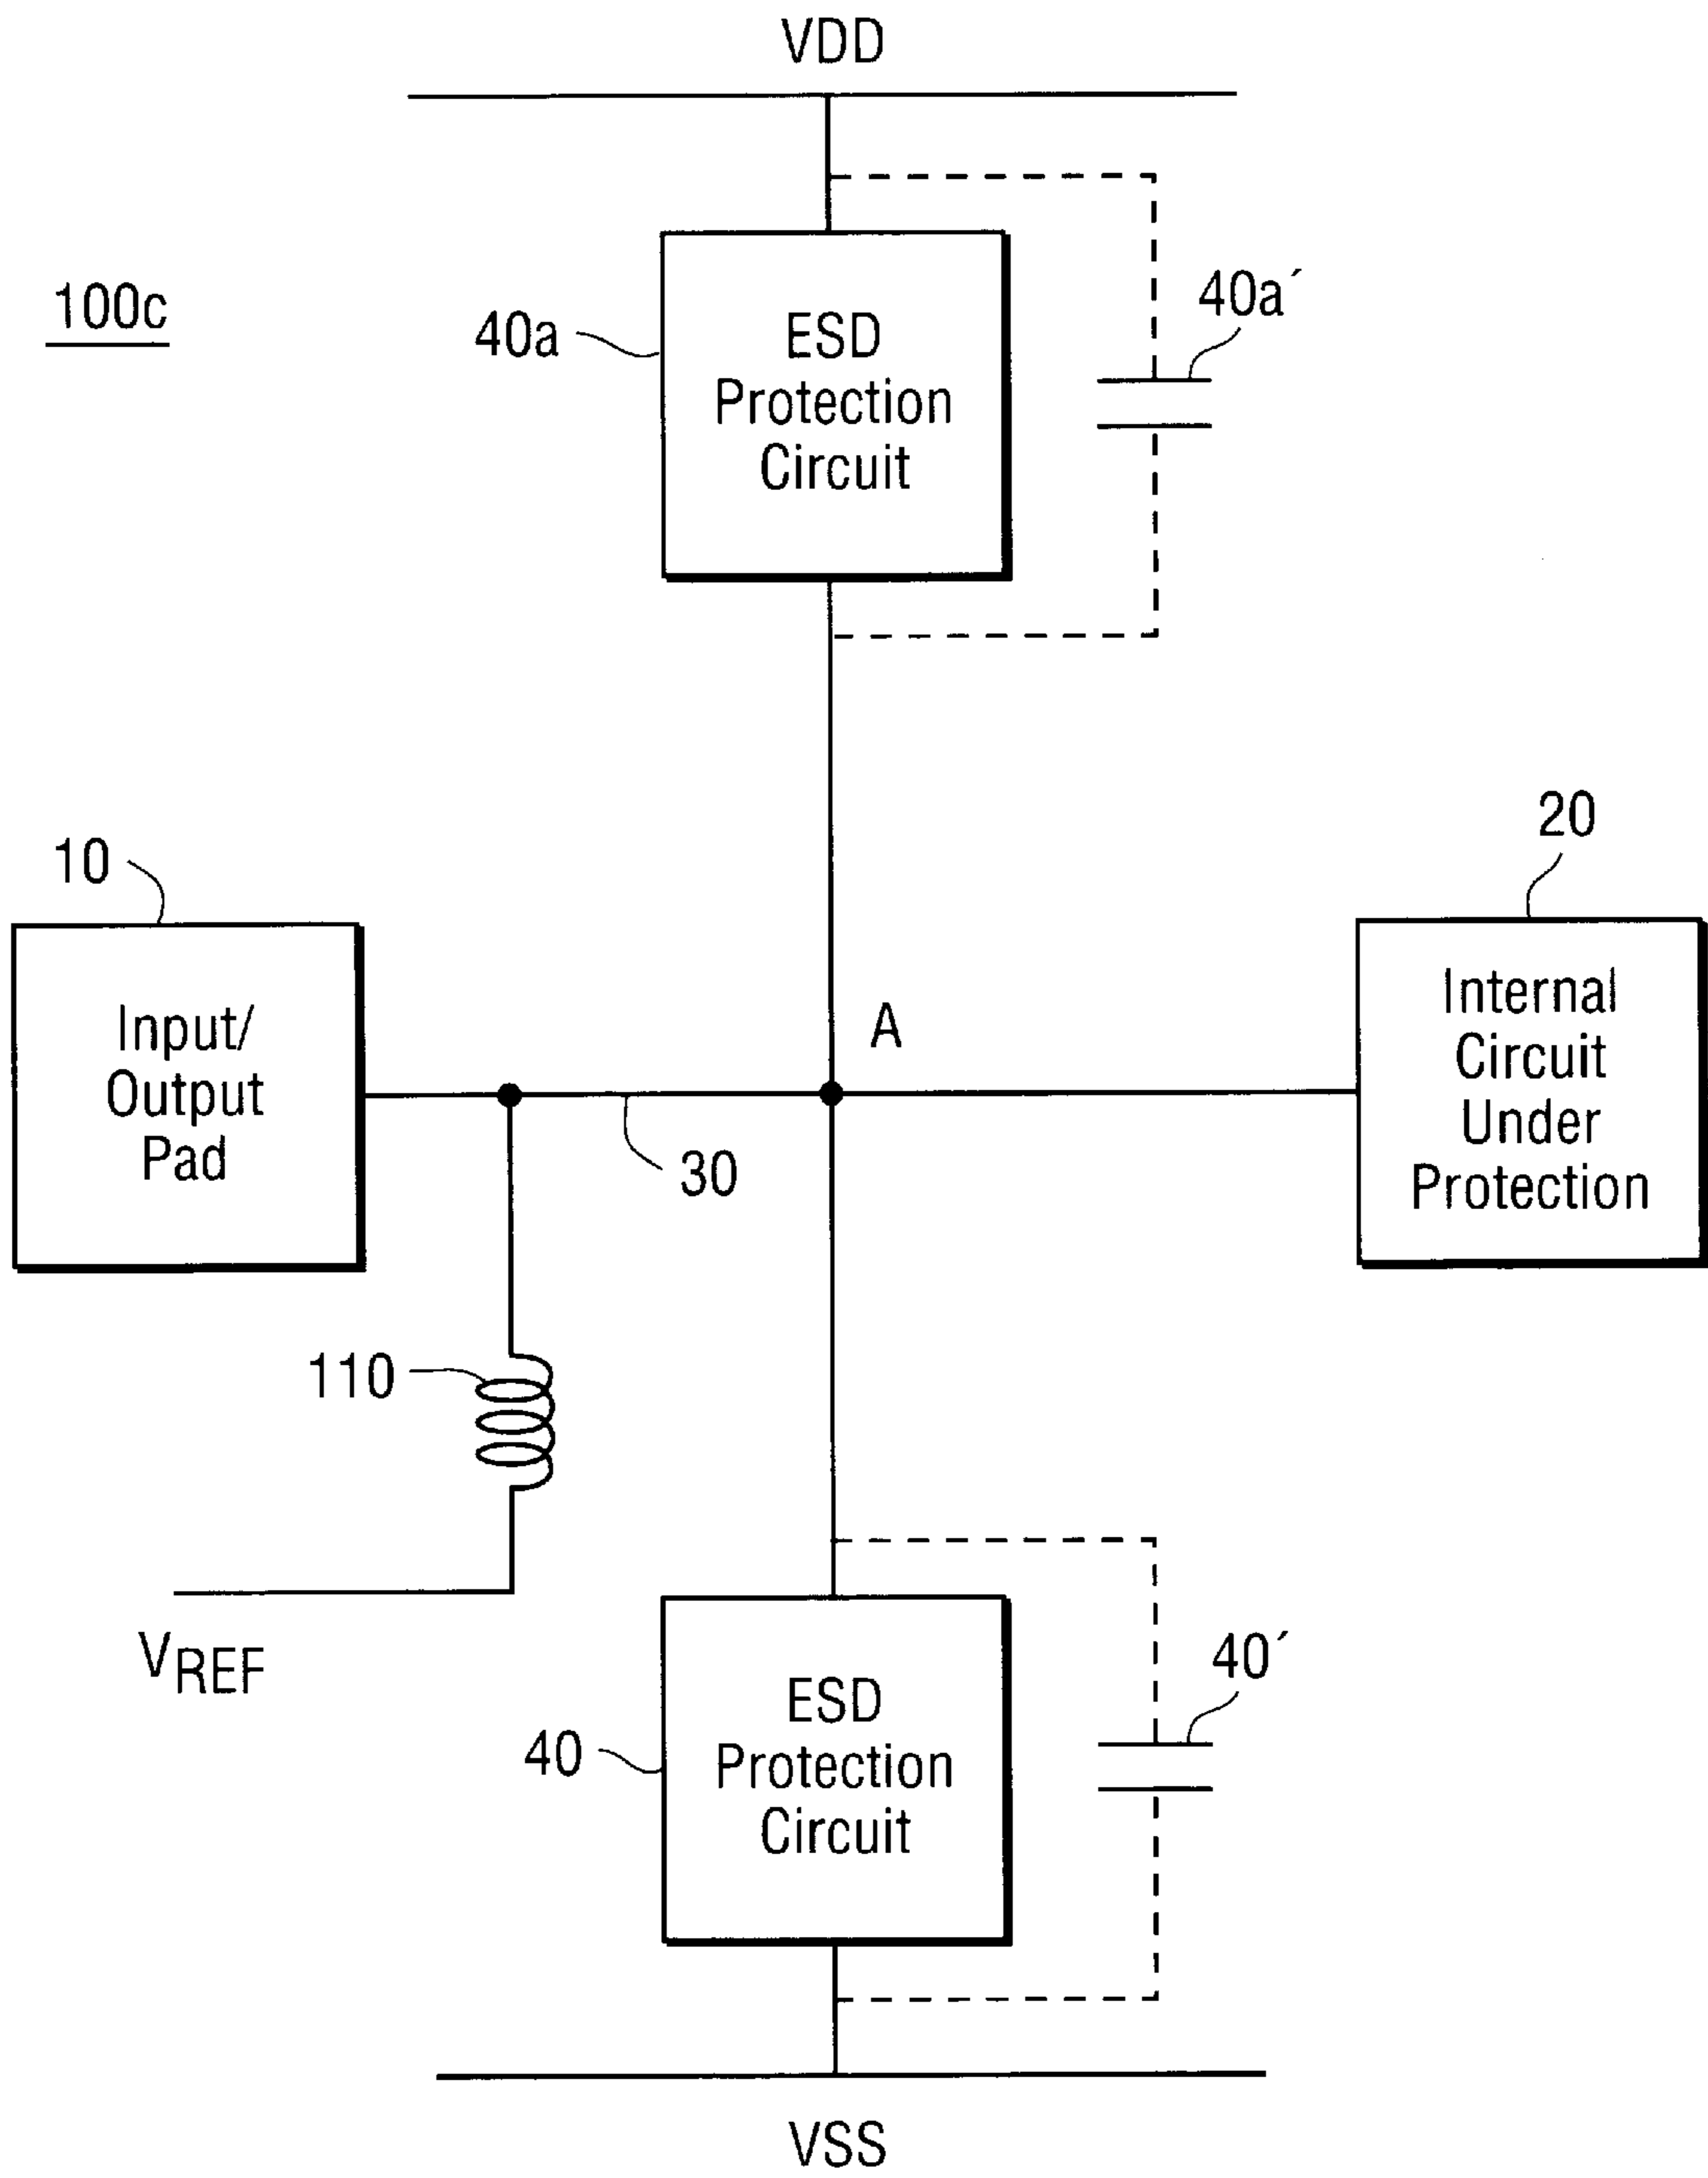 VDD
100c
40a
ESD
Protection
Circuit
40a´
10
20
Input/
Output
Pad
A
30
Internal
Circuit
Under
Protection
110
VREF
40
ESD
Protection
Circuit
40´
VSS